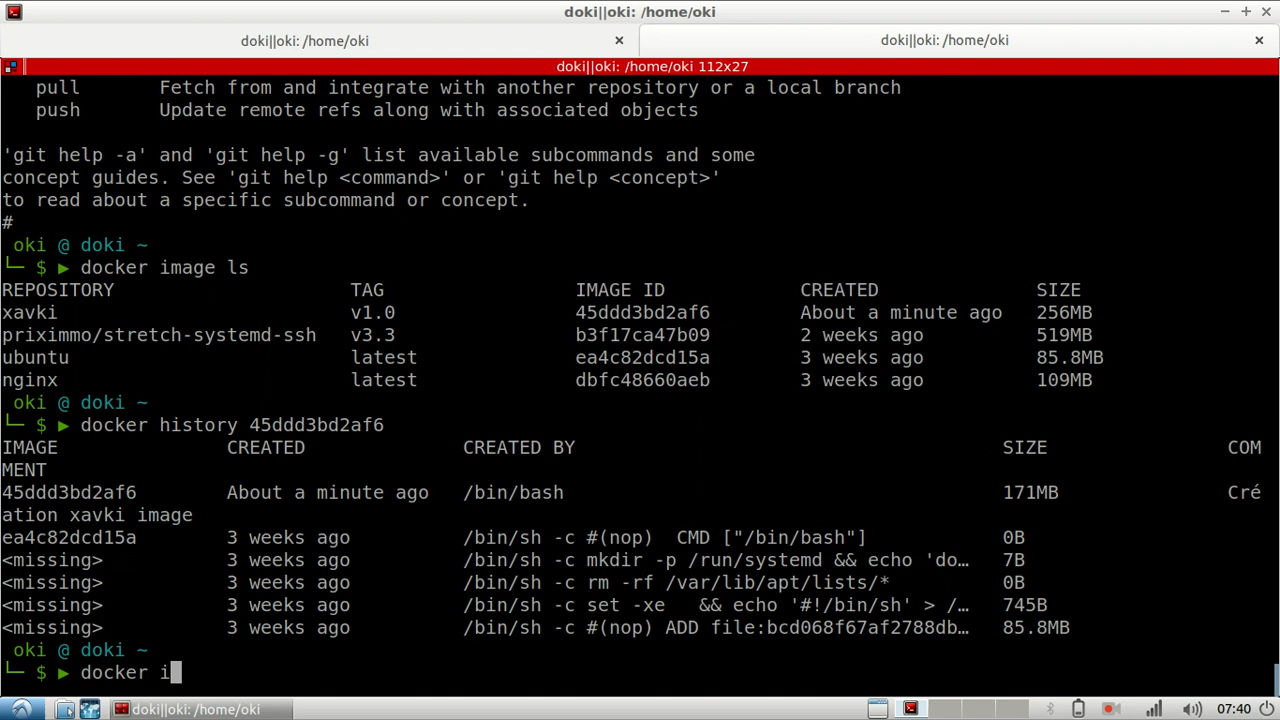 doki||oki: /home/oki
doki||oki: /home/oki
doki||oki: /home/oki
doki||oki: /home/oki 112x27
pull Fetch from and integrate with another repository or a local branch
push Update remote refs along with associated objects
'git help -a' and 'git help -g' list available subcommands and some
concept guides. See 'git help <command>' or 'git help <concept>'
to read about a specific subcommand or concept.
#
oki @ doki ~
└─ $ ▶ docker image ls
REPOSITORY TAG IMAGE ID CREATED SIZE
xavki v1.0 45ddd3bd2af6 About a minute ago 256MB
priximmo/stretch-systemd-ssh v3.3 b3f17ca47b09 2 weeks ago 519MB
ubuntu latest ea4c82dcd15a 3 weeks ago 85.8MB
nginx latest dbfc48660aeb 3 weeks ago 109MB
oki @ doki ~
└─ $ ▶ docker history 45ddd3bd2af6
IMAGE CREATED CREATED BY SIZE COM
MENT
45ddd3bd2af6 About a minute ago /bin/bash 171MB Cré
ation xavki image
ea4c82dcd15a 3 weeks ago /bin/sh -c #(nop) CMD ["/bin/bash"] 0B
<missing> 3 weeks ago /bin/sh -c mkdir -p /run/systemd && echo 'do… 7B
<missing> 3 weeks ago /bin/sh -c rm -rf /var/lib/apt/lists/* 0B
<missing> 3 weeks ago /bin/sh -c set -xe && echo '#!/bin/sh' > /… 745B
<missing> 3 weeks ago /bin/sh -c #(nop) ADD file:bcd068f67af2788db… 85.8MB
oki @ doki ~
└─ $ ▶ docker i
doki||oki: /home/oki 07:40